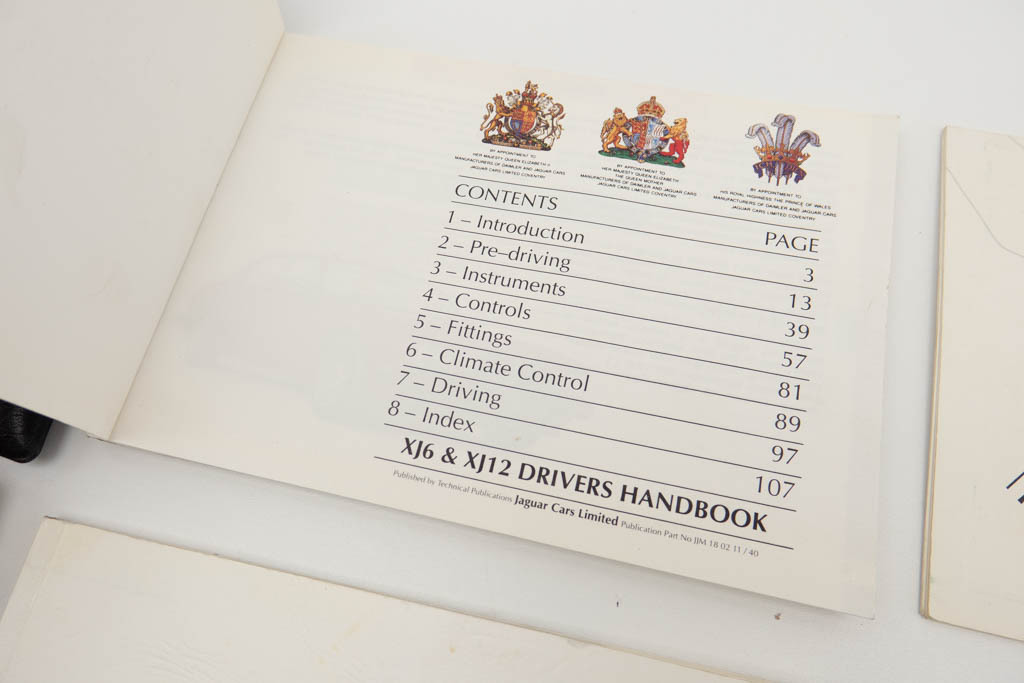 BY APPOINTMENT TO
HER MAJESTY QUEEN ELIZABETH II
MANUFACTURERS OF DAIMLER AND JAGUAR CARS
JAGUAR CARS LIMITED COVENTRY
BY APPOINTMENT TO
HER MAJESTY QUEEN ELIZABETH
THE QUEEN MOTHER
MANUFACTURERS OF DAIMLER AND JAGUAR CARS
JAGUAR CARS LIMITED COVENTRY
BY APPOINTMENT TO
HIS ROYAL HIGHNESS THE PRINCE OF WALES
MANUFACTURERS OF DAIMLER AND JAGUAR CARS
JAGUAR CARS LIMITED COVENTRY
CONTENTS PAGE
1 – Introduction 3
2 – Pre–driving 13
3 – Instruments 39
4 – Controls 57
5 – Fittings 81
6 – Climate Control 89
7 – Driving 97
8 – Index 107
XJ6 & XJ12 DRIVERS HANDBOOK
Published by Technical Publications Jaguar Cars Limited Publication Part No JJM 18 02 11 / 40